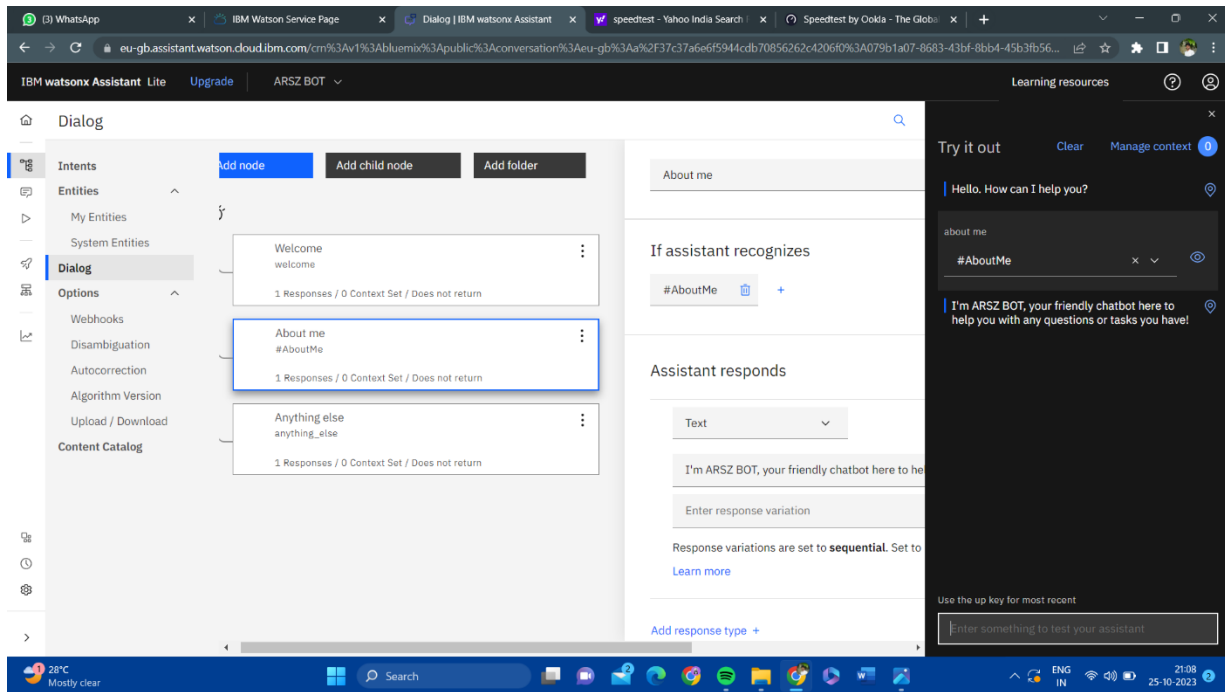 (3) WhatsApp
IBM Watson Service Page
Dialog | IBM watsonx Assistant
speedtest - Yahoo India Search
Speedtest by Ookla - The Globa
eu-gb.assistant.watson.cloud.ibm.com/crn%3Av1%3Abluemix%3Apublic%3Aconversation%3Aeu-gb%3Aa%2F37c37a6e6f5944cdb70856262c4206f0%3A079b1a07-8683-43bf-8bb4-45b3fb56...
IBM watsonx Assistant Lite
Upgrade
ARSZ BOT
Learning resources
Dialog
Intents
Entities
My Entities
System Entities
Dialog
Options
Webhooks
Disambiguation
Autocorrection
Algorithm Version
Upload / Download
Content Catalog
Add node
Add child node
Add folder
Welcome
welcome
1 Responses / 0 Context Set / Does not return
About me
#AboutMe
1 Responses / 0 Context Set / Does not return
Anything else
anything_else
1 Responses / 0 Context Set / Does not return
About me
If assistant recognizes
#AboutMe
Assistant responds
Text
I'm ARSZ BOT, your friendly chatbot here to hel
Enter response variation
Response variations are set to sequential. Set to
Learn more
Add response type +
Try it out
Clear
Manage context 0
Hello. How can I help you?
about me
#AboutMe
I'm ARSZ BOT, your friendly chatbot here to
help you with any questions or tasks you have!
Use the up key for most recent
Enter something to test your assistant
1
28°C
Mostly clear
Search
ENG
IN
21:08
25-10-2023
2